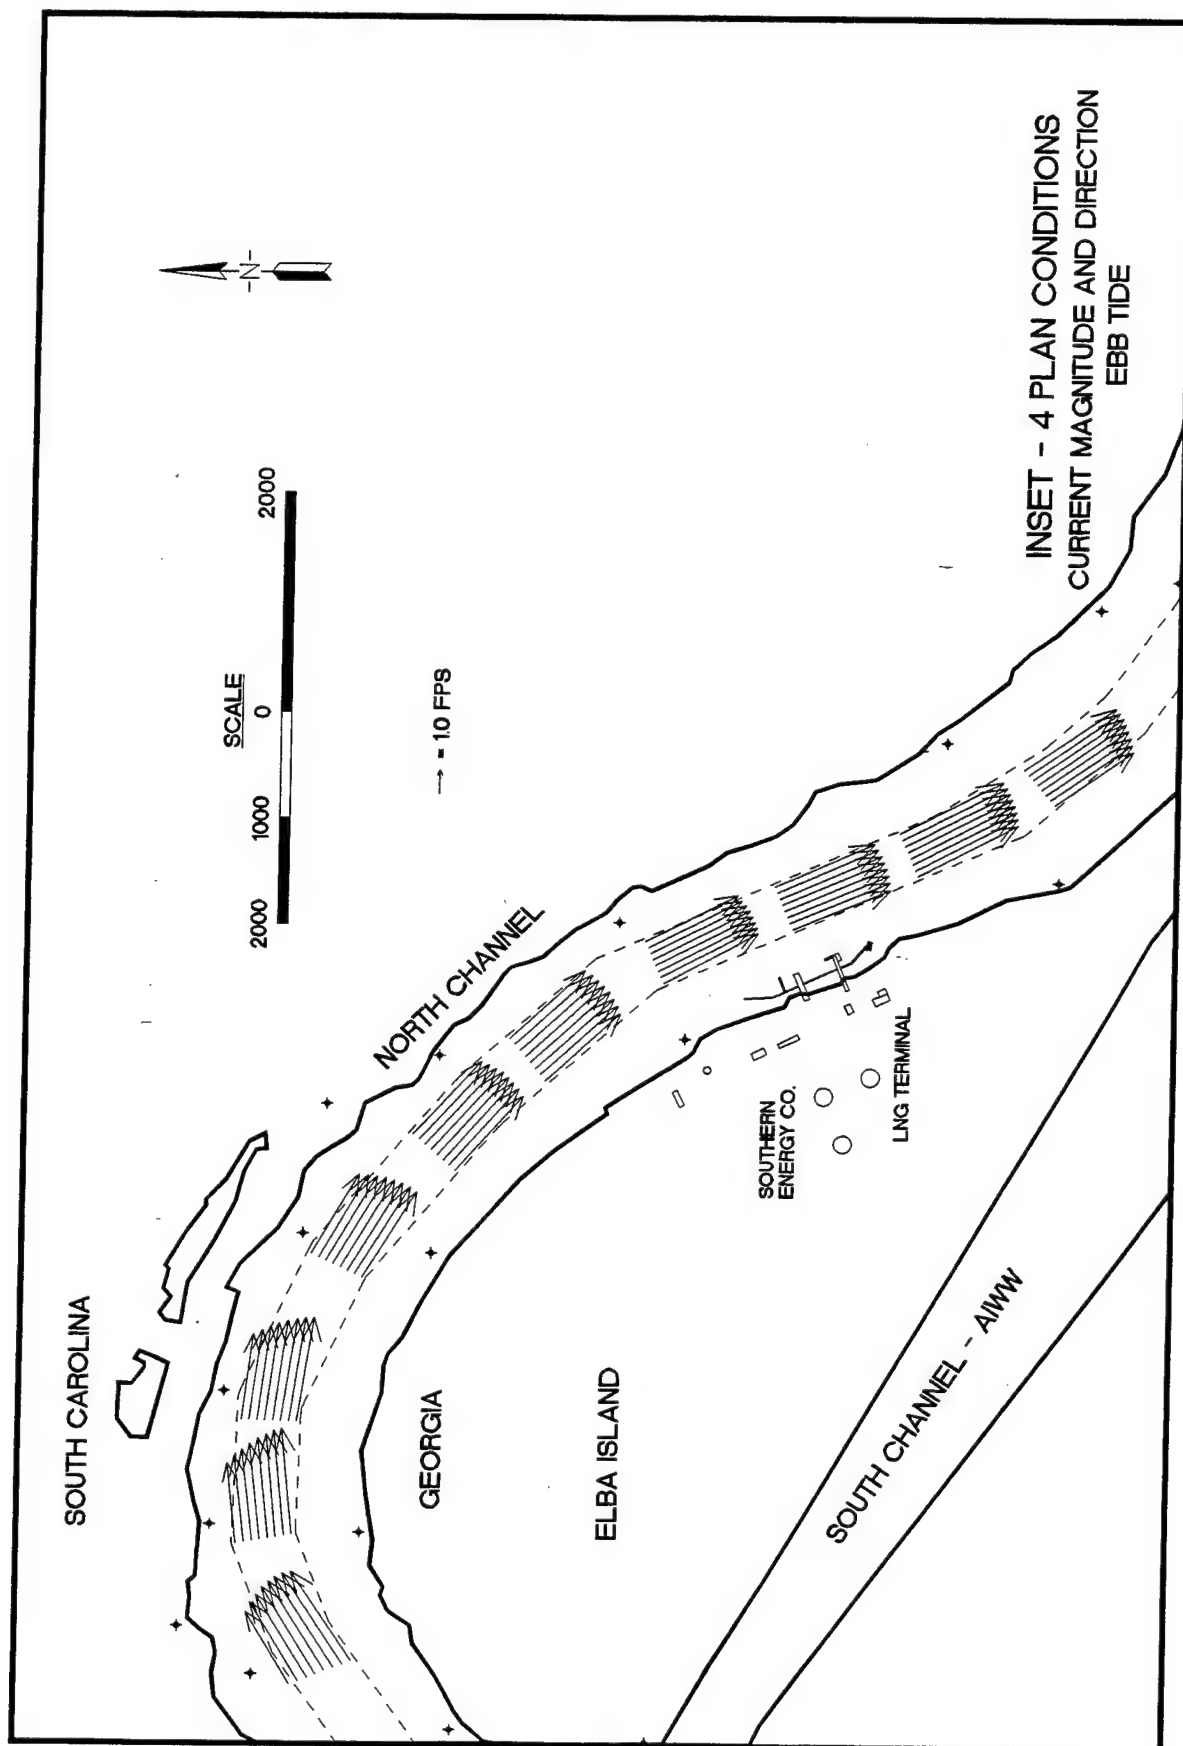 SOUTH CAROLINA
SCALE
2000 1000 0 2000
-N-
→ = 1.0 FPS
NORTH CHANNEL
GEORGIA
ELBA ISLAND
SOUTHERN
ENERGY CO.
LNG TERMINAL
SOUTH CHANNEL - AIWW
INSET - 4 PLAN CONDITIONS
CURRENT MAGNITUDE AND DIRECTION
EBB TIDE